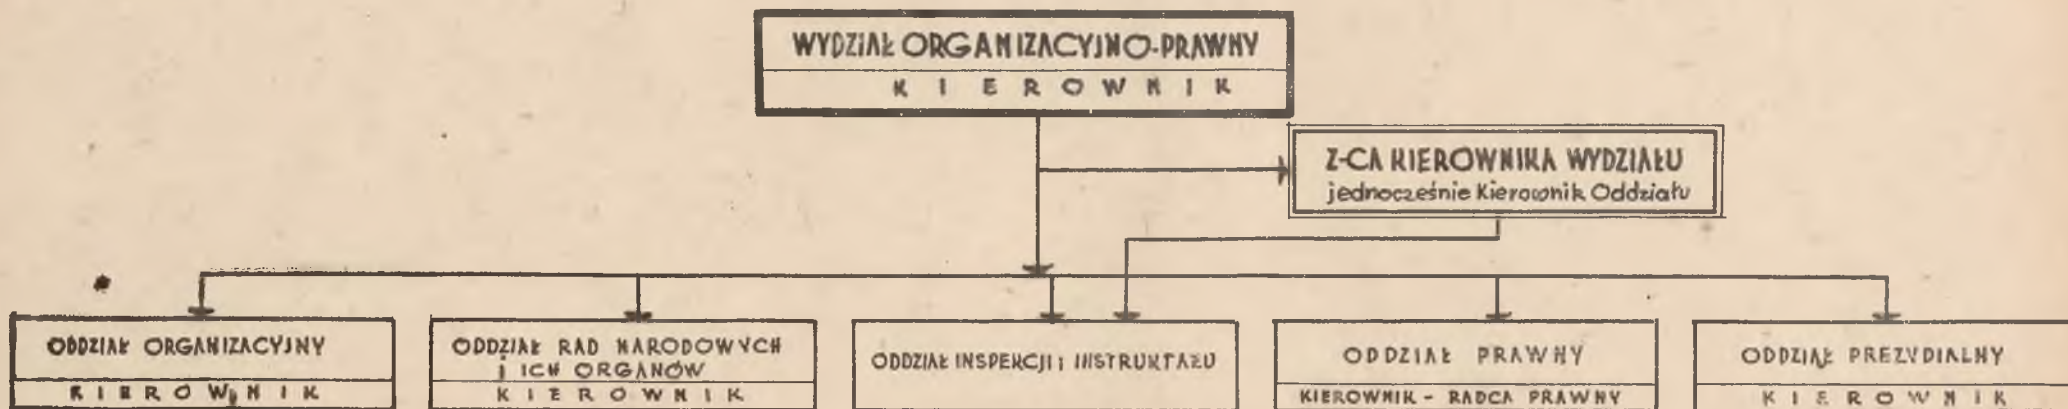 WYDZIAŁ ORGANIZACYJNO-PRAWNY
KIEROWNIK
Z-CA KIEROWNIKA WYDZIAŁU
jednocześnie Kierownik Oddziału
ODDZIAŁ ORGANIZACYJNY
KIEROWNIK
ODDZIAŁ RAD NARODOWYCH
I ICH ORGANÓW
KIEROWNIK
ODDZIAŁ INSPEKCJI i INSTRUKTAŻU
ODDZIAŁ PRAWNY
KIEROWNIK - RADCA PRAWNY
ODDZIAŁ PREZYDIALNY
KIEROWNIK